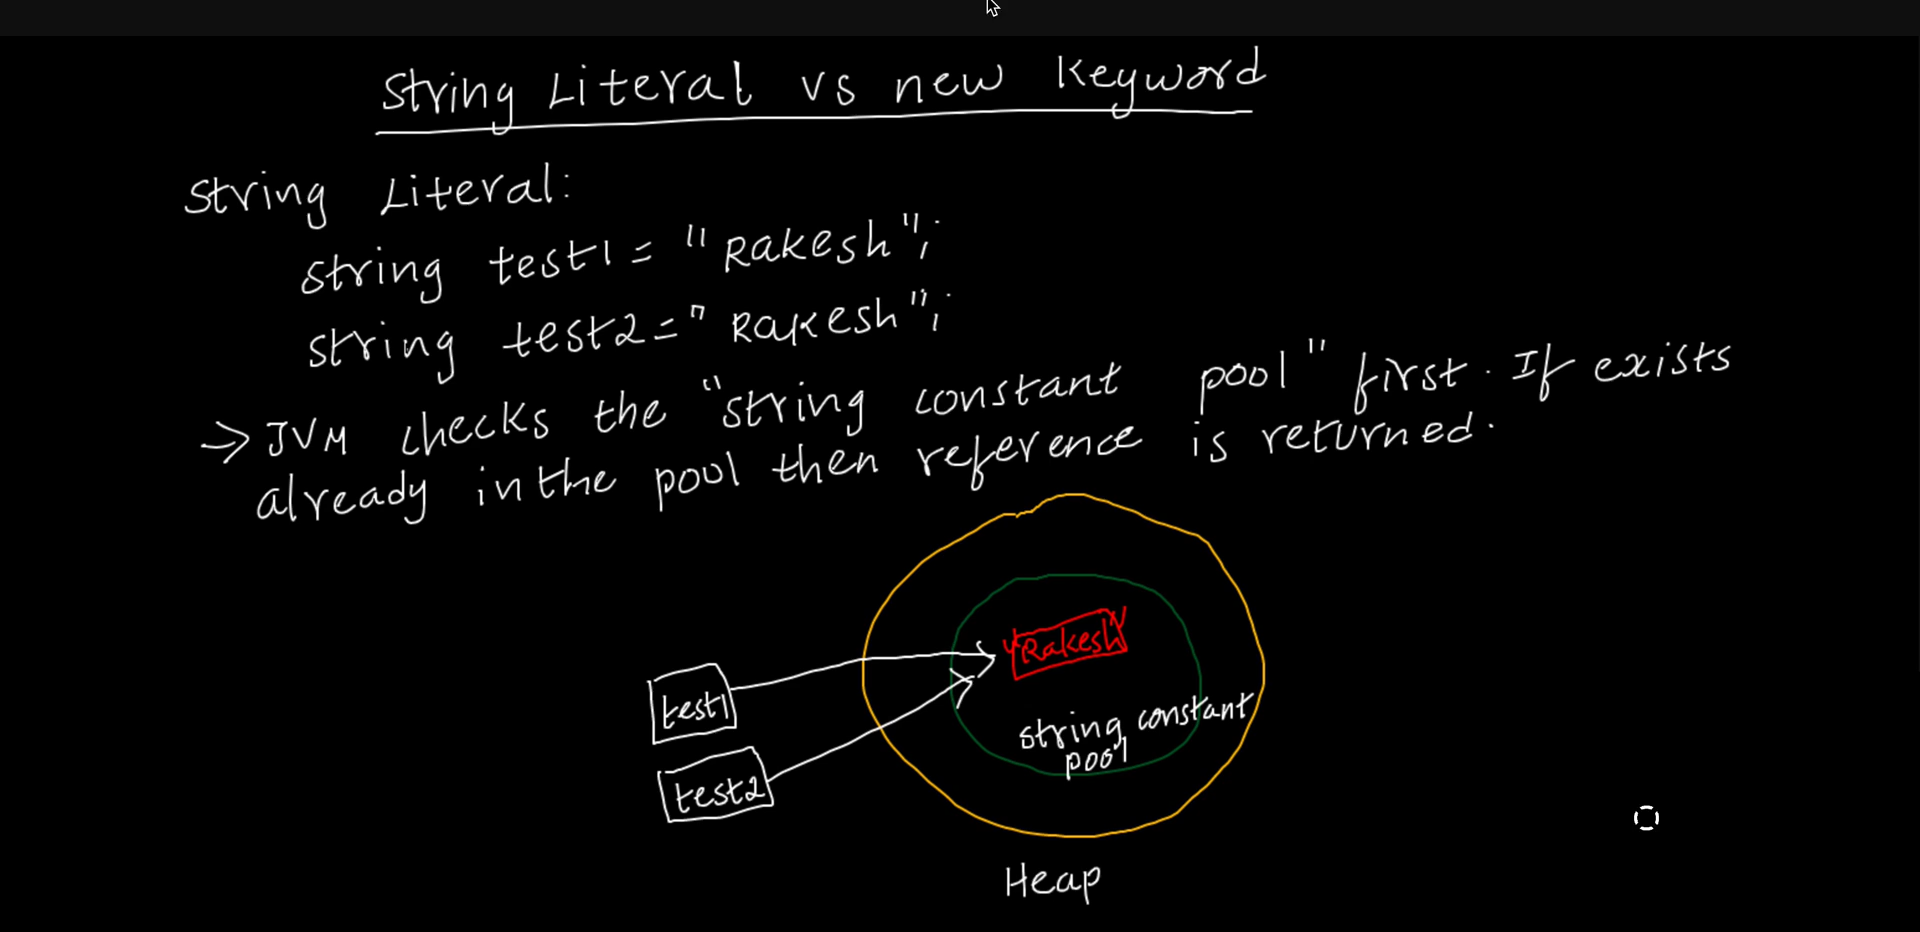 String Literal vs new Keyword
String Literal:
String test1 = "Rakesh";
String test2 = "Rakesh";
→ JVM checks the "string constant pool" first. If exists
already in the pool then reference is returned.
"Rakesh"
test1
string constant
pool
test2
Heap